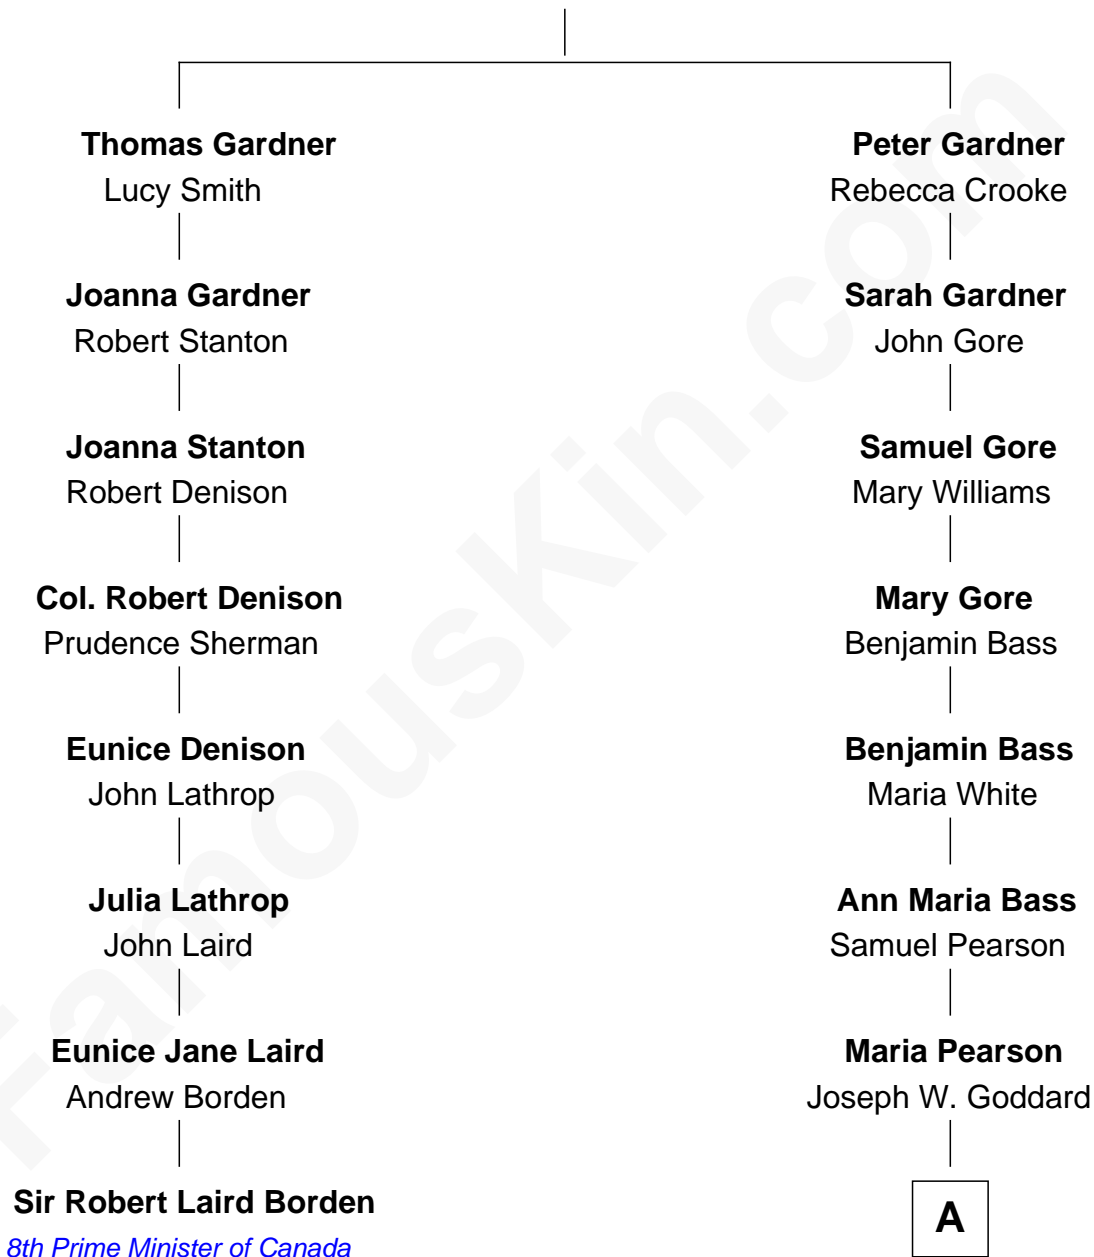 Thomas Gardner
Lucy Smith
Joanna Gardner
Robert Stanton
Joanna Stanton
Robert Denison
Col. Robert Denison
Prudence Sherman
Eunice Denison
John Lathrop
Julia Lathrop
John Laird
Eunice Jane Laird
Andrew Borden
Sir Robert Laird Borden
8th Prime Minister of Canada
Peter Gardner
Rebecca Crooke
Sarah Gardner
John Gore
Samuel Gore
Mary Williams
Mary Gore
Benjamin Bass
Benjamin Bass
Maria White
Ann Maria Bass
Samuel Pearson
Maria Pearson
Joseph W. Goddard
A
FamousKin.com